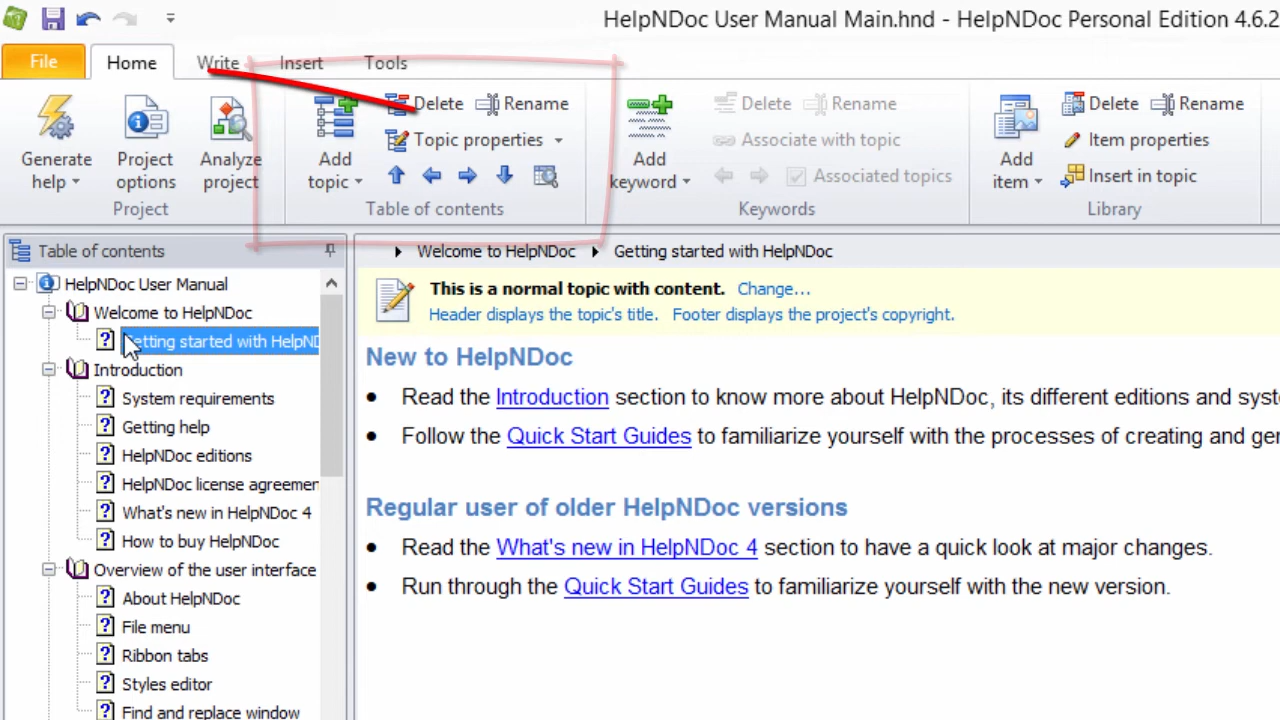 HelpNDoc User Manual Main.hnd - HelpNDoc Personal Edition 4.6.2
File Home Write Insert Tools
Delete Rename Delete Rename Delete Rename
Topic properties Associate with topic Item properties
Generate help Project options Analyze project Add topic Add keyword Associated topics Add item Insert in topic
Project Table of contents Keywords Library
Table of contents
Welcome to HelpNDoc Getting started with HelpNDoc
HelpNDoc User Manual
Welcome to HelpNDoc
Getting started with HelpND
Introduction
System requirements
Getting help
HelpNDoc editions
HelpNDoc license agreemen
What's new in HelpNDoc 4
How to buy HelpNDoc
Overview of the user interface
About HelpNDoc
File menu
Ribbon tabs
Styles editor
Find and replace window
This is a normal topic with content. Change...
Header displays the topic's title. Footer displays the project's copyright.
New to HelpNDoc
• Read the Introduction section to know more about HelpNDoc, its different editions and syste
• Follow the Quick Start Guides to familiarize yourself with the processes of creating and gen
Regular user of older HelpNDoc versions
• Read the What's new in HelpNDoc 4 section to have a quick look at major changes.
• Run through the Quick Start Guides to familiarize yourself with the new version.